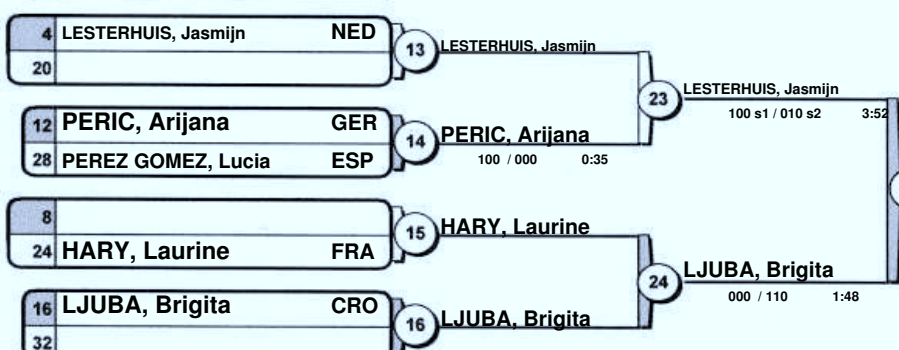 4 LESTERHUIS, Jasmijn NED
20
13 LESTERHUIS, Jasmijn
23 LESTERHUIS, Jasmijn
100 s1 / 010 s2 3:52
12 PERIC, Arijana GER
28 PEREZ GOMEZ, Lucia ESP
14 PERIC, Arijana
100 / 000 0:35
8
24 HARY, Laurine FRA
15 HARY, Laurine
24 LJUBA, Brigita
000 / 110 1:48
16 LJUBA, Brigita CRO
32
16 LJUBA, Brigita